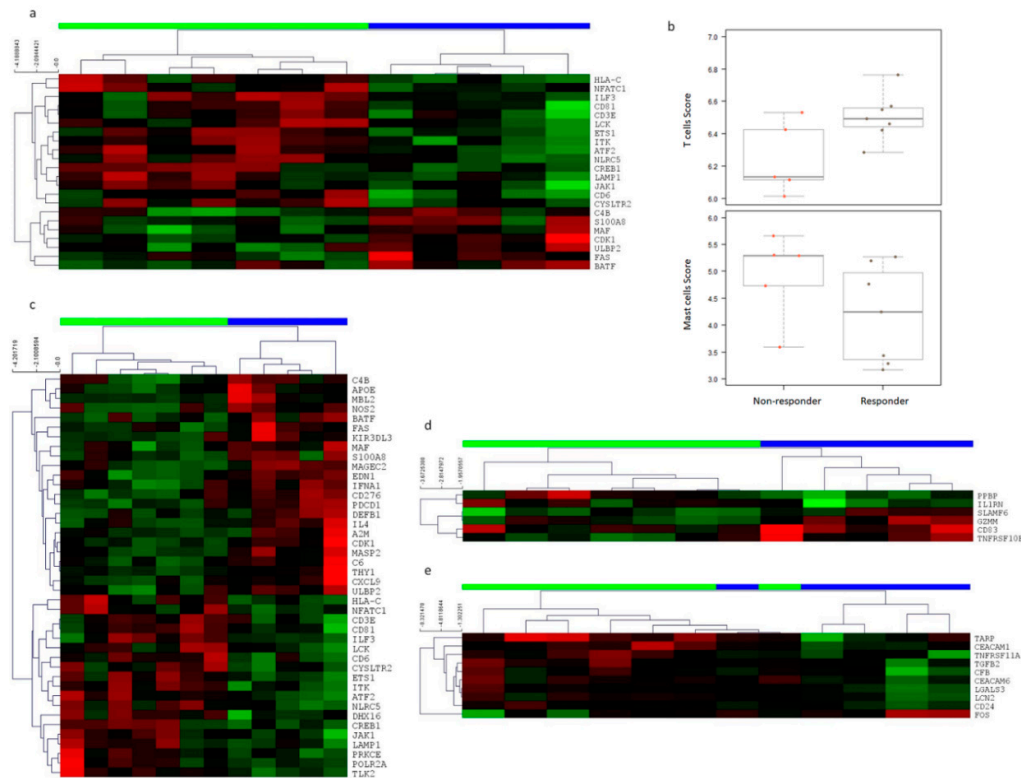 a
HLA-C
NFATC1
ILF3
CD81
CD3E
LCK
ETS1
ITK
ATF2
NLRC5
CREB1
LAMP1
JAK1
CD6
CYSLTR2
C4B
S100A8
MAF
CDK1
ULBP2
FAS
BATF
b
T cells Score
7.0
6.8
6.6
6.4
6.2
6.0
Mast cells Score
6.0
5.5
5.0
4.5
4.0
3.5
3.0
Non-responder Responder
c
C4B
APOE
MBL2
NOS2
BATF
FAS
KIR3DL3
MAF
S100A8
MAGEC2
EDN1
IFNA1
CD276
PDCD1
DEFB1
IL4
A2M
CDK1
MASP2
C6
THY1
CXCL9
ULBP2
HLA-C
NFATC1
CD3E
CD81
ILF3
LCK
CD6
CYSLTR2
ETS1
ITK
ATF2
NLRC5
DHX16
CREB1
JAK1
LAMP1
PRKCE
POLR2A
TLK2
d
PPBP
IL1RN
SLAMF6
GZMM
CD83
TNFRSF10B
e
TARP
CEACAM1
TNFRSF11A
TGFB2
CFB
CEACAM6
LGALS3
LCN2
CD24
FOS